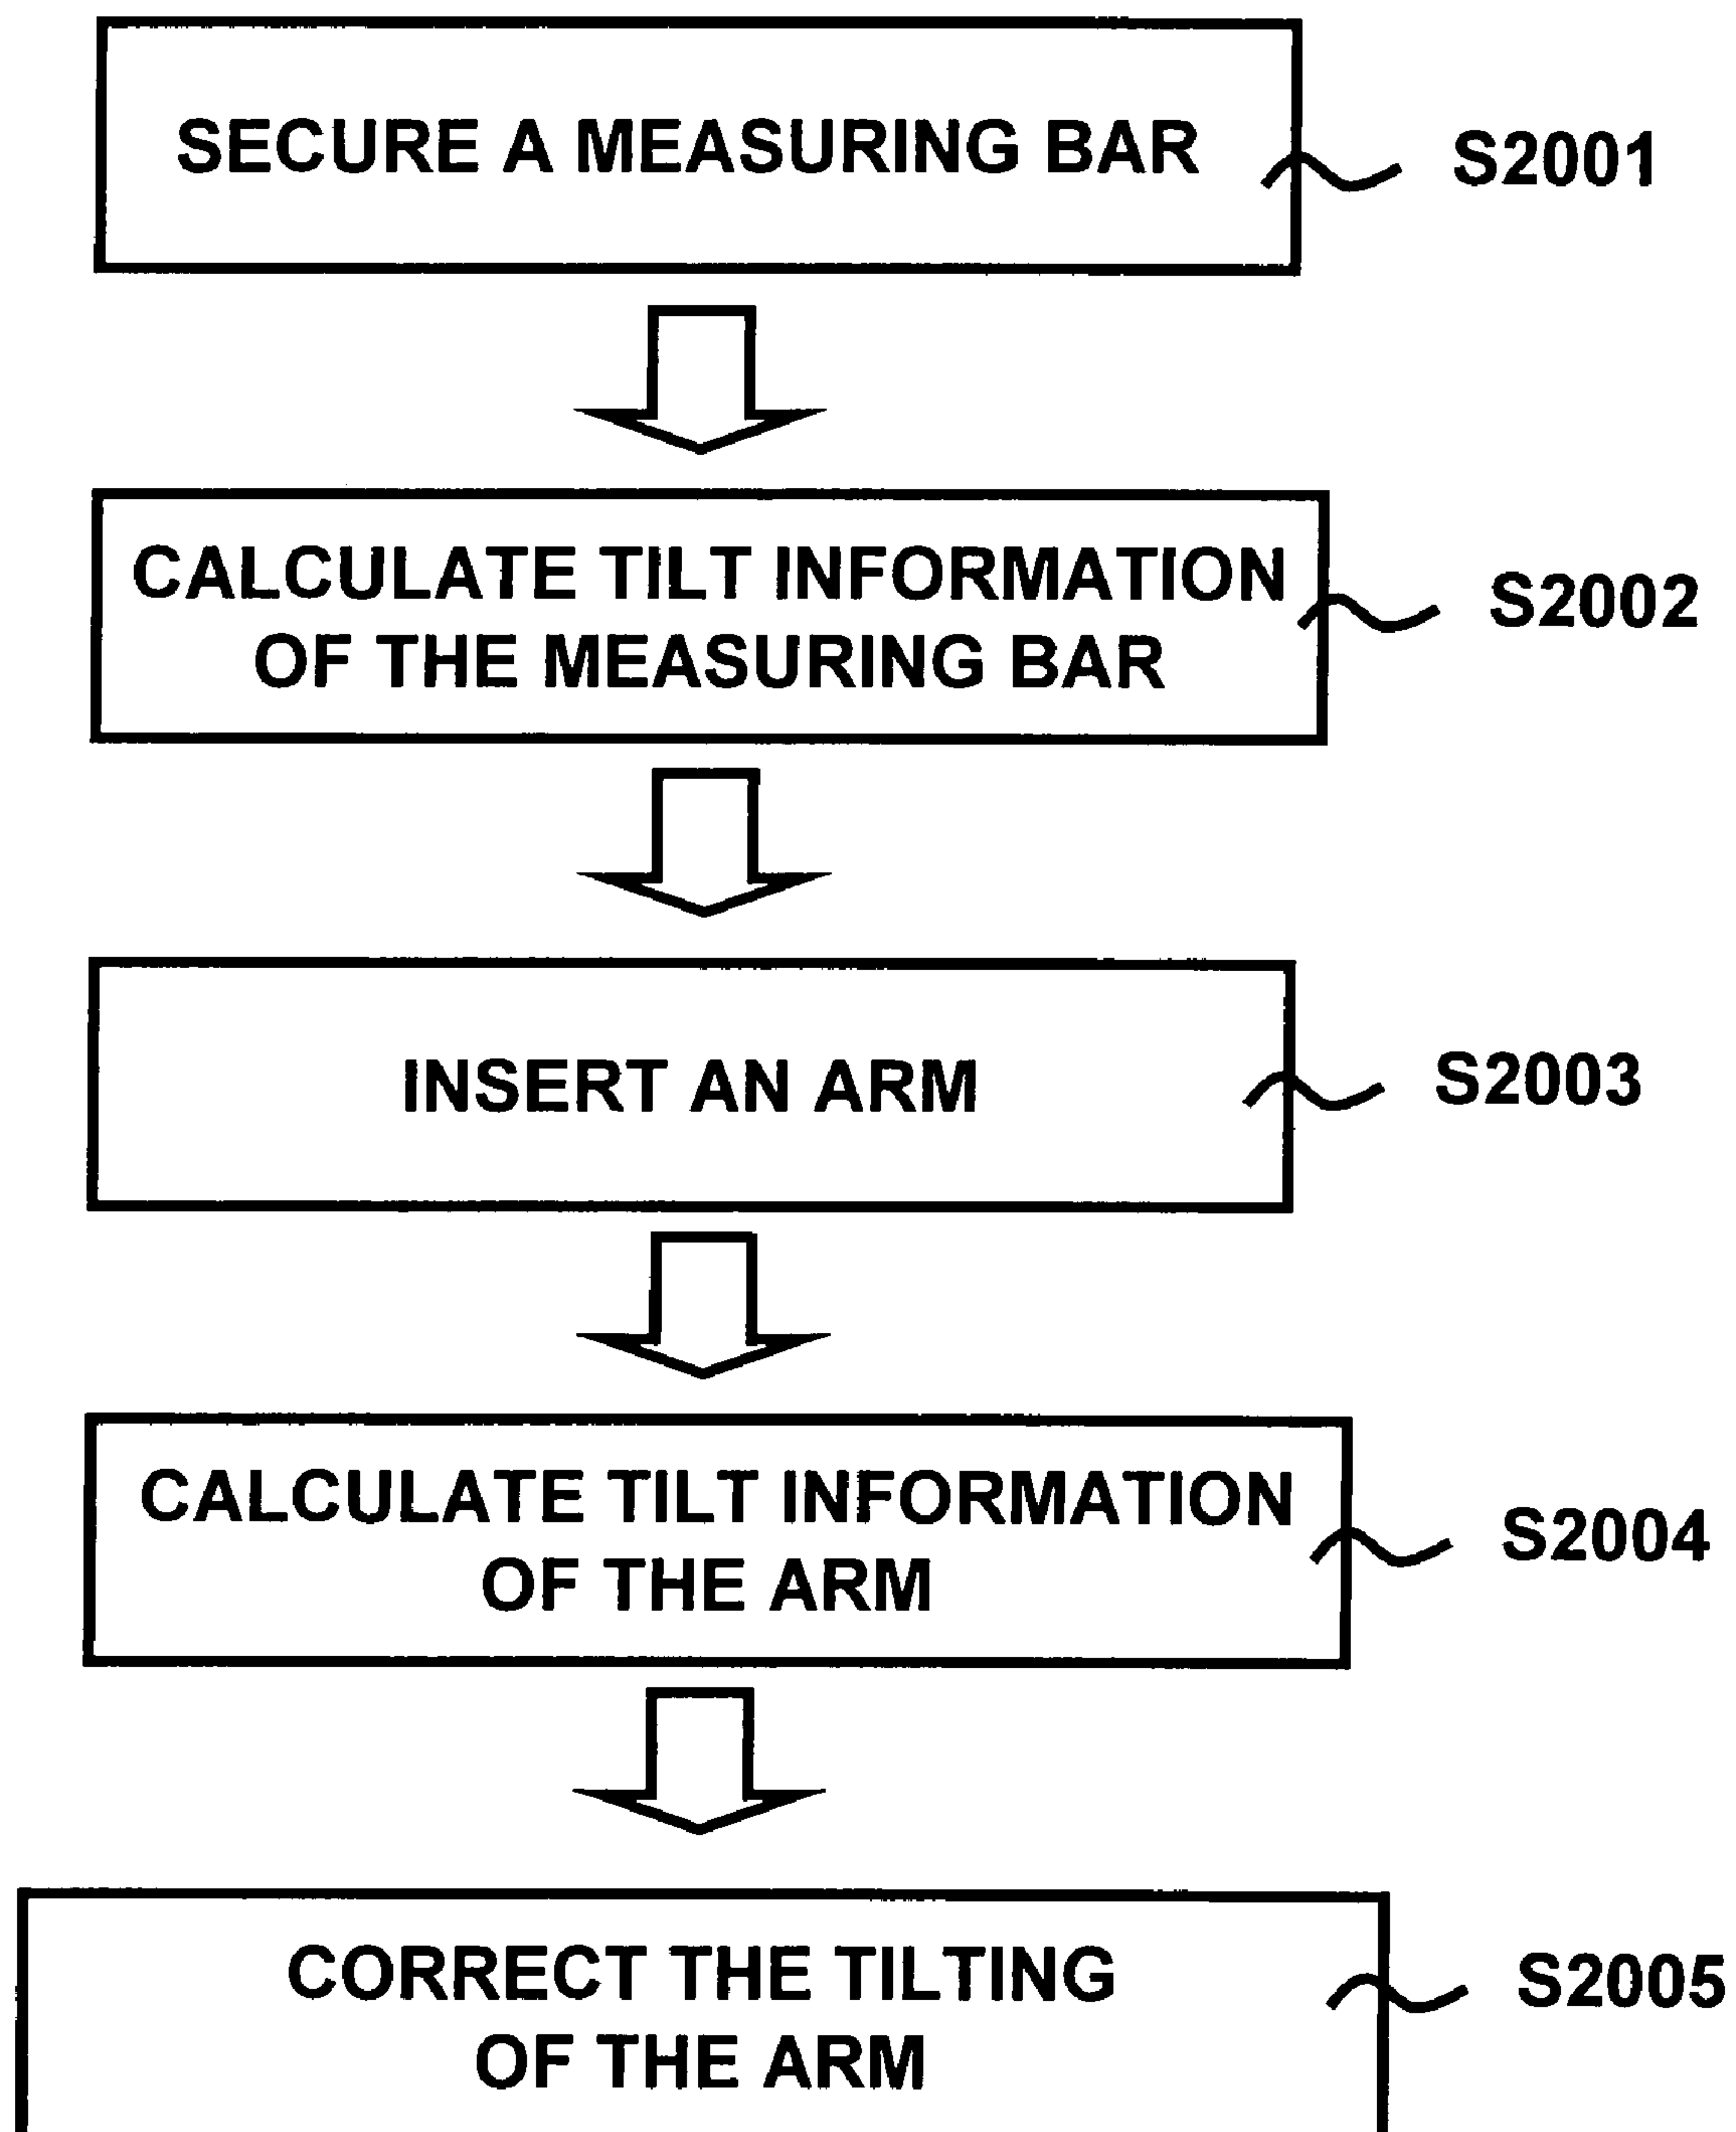 SECURE A MEASURING BAR
S2001
CALCULATE TILT INFORMATION
OF THE MEASURING BAR
S2002
INSERT AN ARM
S2003
CALCULATE TILT INFORMATION
OF THE ARM
S2004
CORRECT THE TILTING
OF THE ARM
S2005